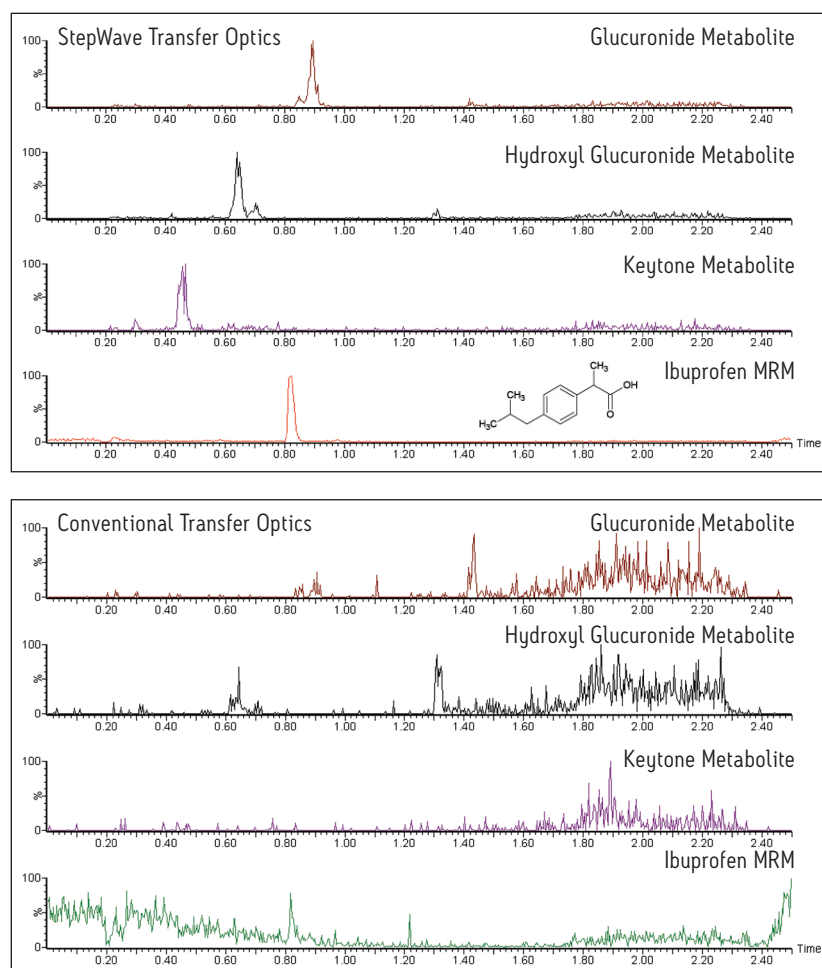 StepWave Transfer Optics
Glucuronide Metabolite
100
%
0
0.20 0.40 0.60 0.80 1.00 1.20 1.40 1.60 1.80 2.00 2.20 2.40
Hydroxyl Glucuronide Metabolite
100
%
0
0.20 0.40 0.60 0.80 1.00 1.20 1.40 1.60 1.80 2.00 2.20 2.40
Keytone Metabolite
100
%
0
0.20 0.40 0.60 0.80 1.00 1.20 1.40 1.60 1.80 2.00 2.20 2.40
Ibuprofen MRM
100
%
0
CH₃
CH₃
OH
O
H₃C
Time
0.20 0.40 0.60 0.80 1.00 1.20 1.40 1.60 1.80 2.00 2.20 2.40
Conventional Transfer Optics
Glucuronide Metabolite
100
%
0
0.20 0.40 0.60 0.80 1.00 1.20 1.40 1.60 1.80 2.00 2.20 2.40
Hydroxyl Glucuronide Metabolite
100
%
0
0.20 0.40 0.60 0.80 1.00 1.20 1.40 1.60 1.80 2.00 2.20 2.40
Keytone Metabolite
100
%
0
0.20 0.40 0.60 0.80 1.00 1.20 1.40 1.60 1.80 2.00 2.20 2.40
Ibuprofen MRM
100
%
0
Time
0.20 0.40 0.60 0.80 1.00 1.20 1.40 1.60 1.80 2.00 2.20 2.40